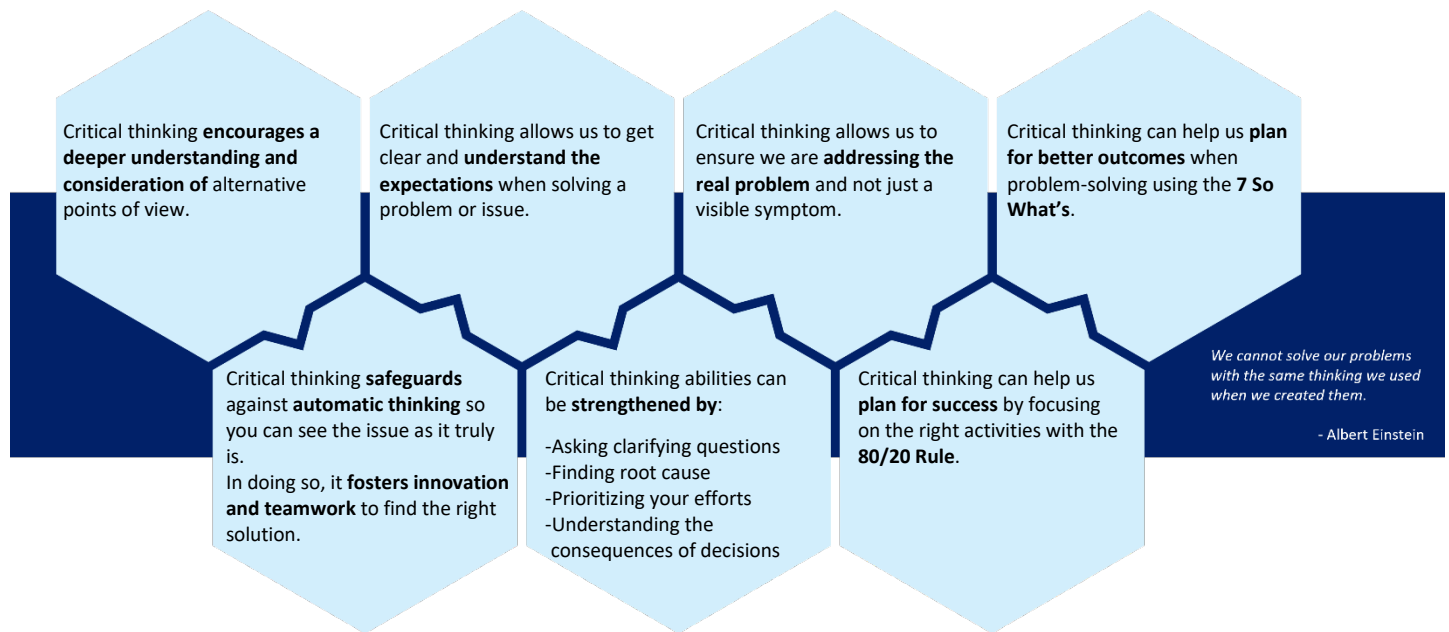 Critical thinking encourages a
deeper understanding and
consideration of alternative
points of view.
Critical thinking allows us to get
clear and understand the
expectations when solving a
problem or issue.
Critical thinking allows us to
ensure we are addressing the
real problem and not just a
visible symptom.
Critical thinking can help us plan
for better outcomes when
problem-solving using the 7 So
What’s.
Critical thinking safeguards
against automatic thinking so
you can see the issue as it truly
is.
In doing so, it fosters innovation
and teamwork to find the right
solution.
Critical thinking abilities can
be strengthened by:
-Asking clarifying questions
-Finding root cause
-Prioritizing your efforts
-Understanding the
consequences of decisions
Critical thinking can help us
plan for success by focusing
on the right activities with the
80/20 Rule.
We cannot solve our problems
with the same thinking we used
when we created them.
- Albert Einstein